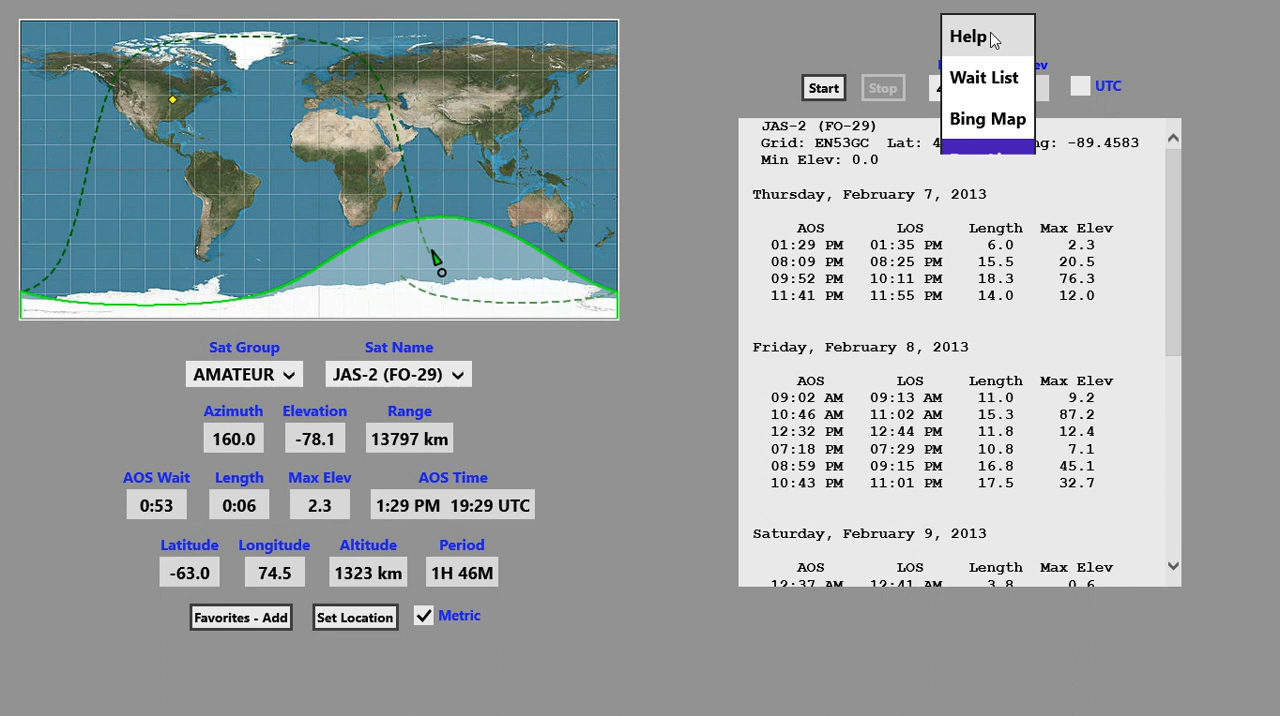 Sat Group Sat Name
AMATEUR JAS-2 (FO-29)
Azimuth Elevation Range
160.0 -78.1 13797 km
AOS Wait Length Max Elev AOS Time
0:53 0:06 2.3 1:29 PM 19:29 UTC
Latitude Longitude Altitude Period
-63.0 74.5 1323 km 1H 46M
Favorites - Add Set Location Metric
Help
Wait List
Bing Map
Start Stop UTC
JAS-2 (FO-29)
Grid: EN53GC Lat: -89.4583
Min Elev: 0.0
Thursday, February 7, 2013
AOS LOS Length Max Elev
01:29 PM 01:35 PM 6.0 2.3
08:09 PM 08:25 PM 15.5 20.5
09:52 PM 10:11 PM 18.3 76.3
11:41 PM 11:55 PM 14.0 12.0
Friday, February 8, 2013
AOS LOS Length Max Elev
09:02 AM 09:13 AM 11.0 9.2
10:46 AM 11:02 AM 15.3 87.2
12:32 PM 12:44 PM 11.8 12.4
07:18 PM 07:29 PM 10.8 7.1
08:59 PM 09:15 PM 16.8 45.1
10:43 PM 11:01 PM 17.5 32.7
Saturday, February 9, 2013
AOS LOS Length Max Elev
12:37 AM 12:41 AM 3.8 0.6